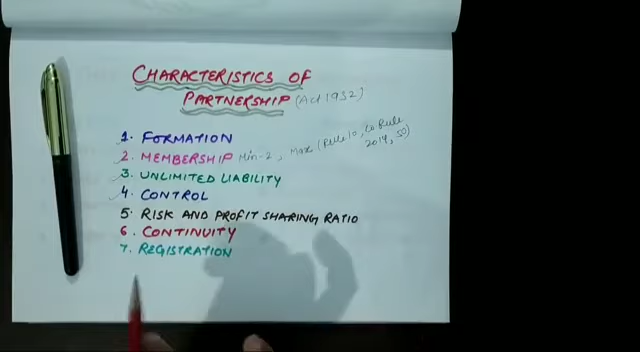 CHARACTERISTICS OF
PARTNERSHIP (Act 1932)
1. FORMATION
2. MEMBERSHIP Min-2, Max (Rule 10, Co Rule
2014, 50)
3. UNLIMITED LIABILITY
4. CONTROL
5. RISK AND PROFIT SHARING RATIO
6. CONTINUITY
7. REGISTRATION